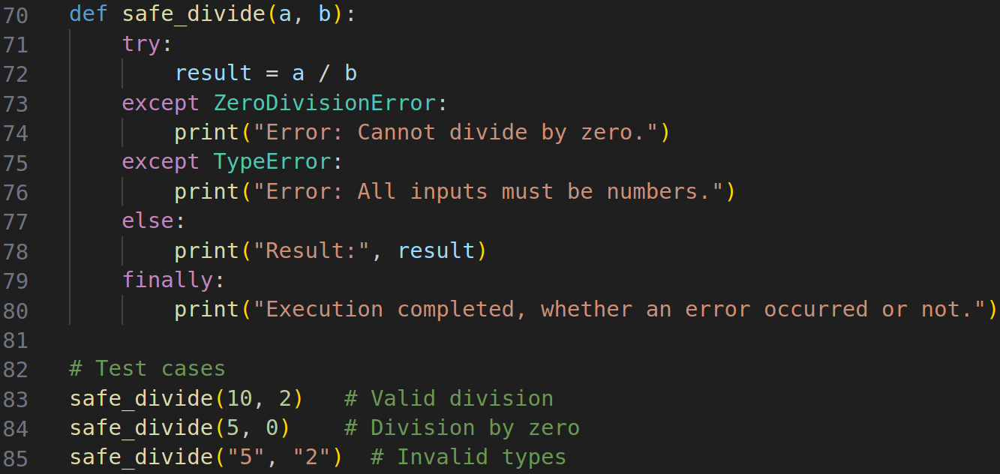 70 def safe_divide(a, b):
71     try:
72         result = a / b
73     except ZeroDivisionError:
74         print("Error: Cannot divide by zero.")
75     except TypeError:
76         print("Error: All inputs must be numbers.")
77     else:
78         print("Result:", result)
79     finally:
80         print("Execution completed, whether an error occurred or not.")
81
82 # Test cases
83 safe_divide(10, 2)   # Valid division
84 safe_divide(5, 0)    # Division by zero
85 safe_divide("5", "2")  # Invalid types